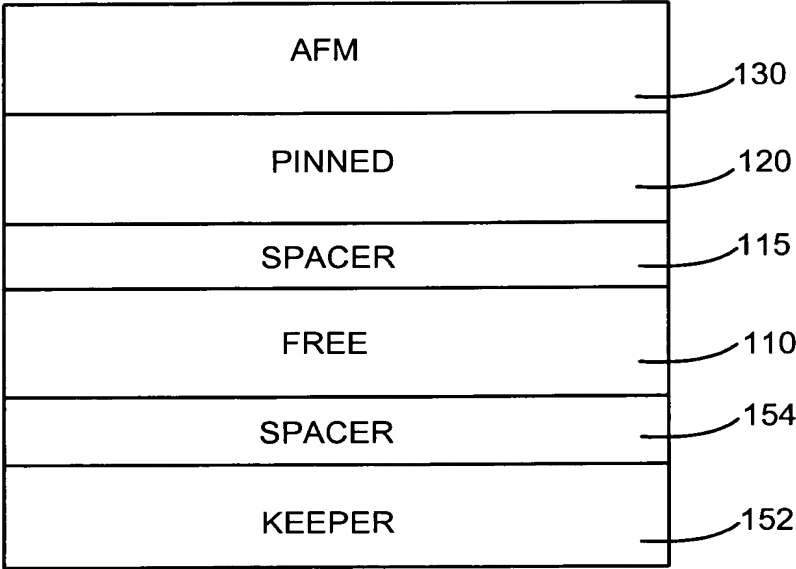 AFM
130
PINNED
120
SPACER
115
FREE
110
SPACER
154
KEEPER
152